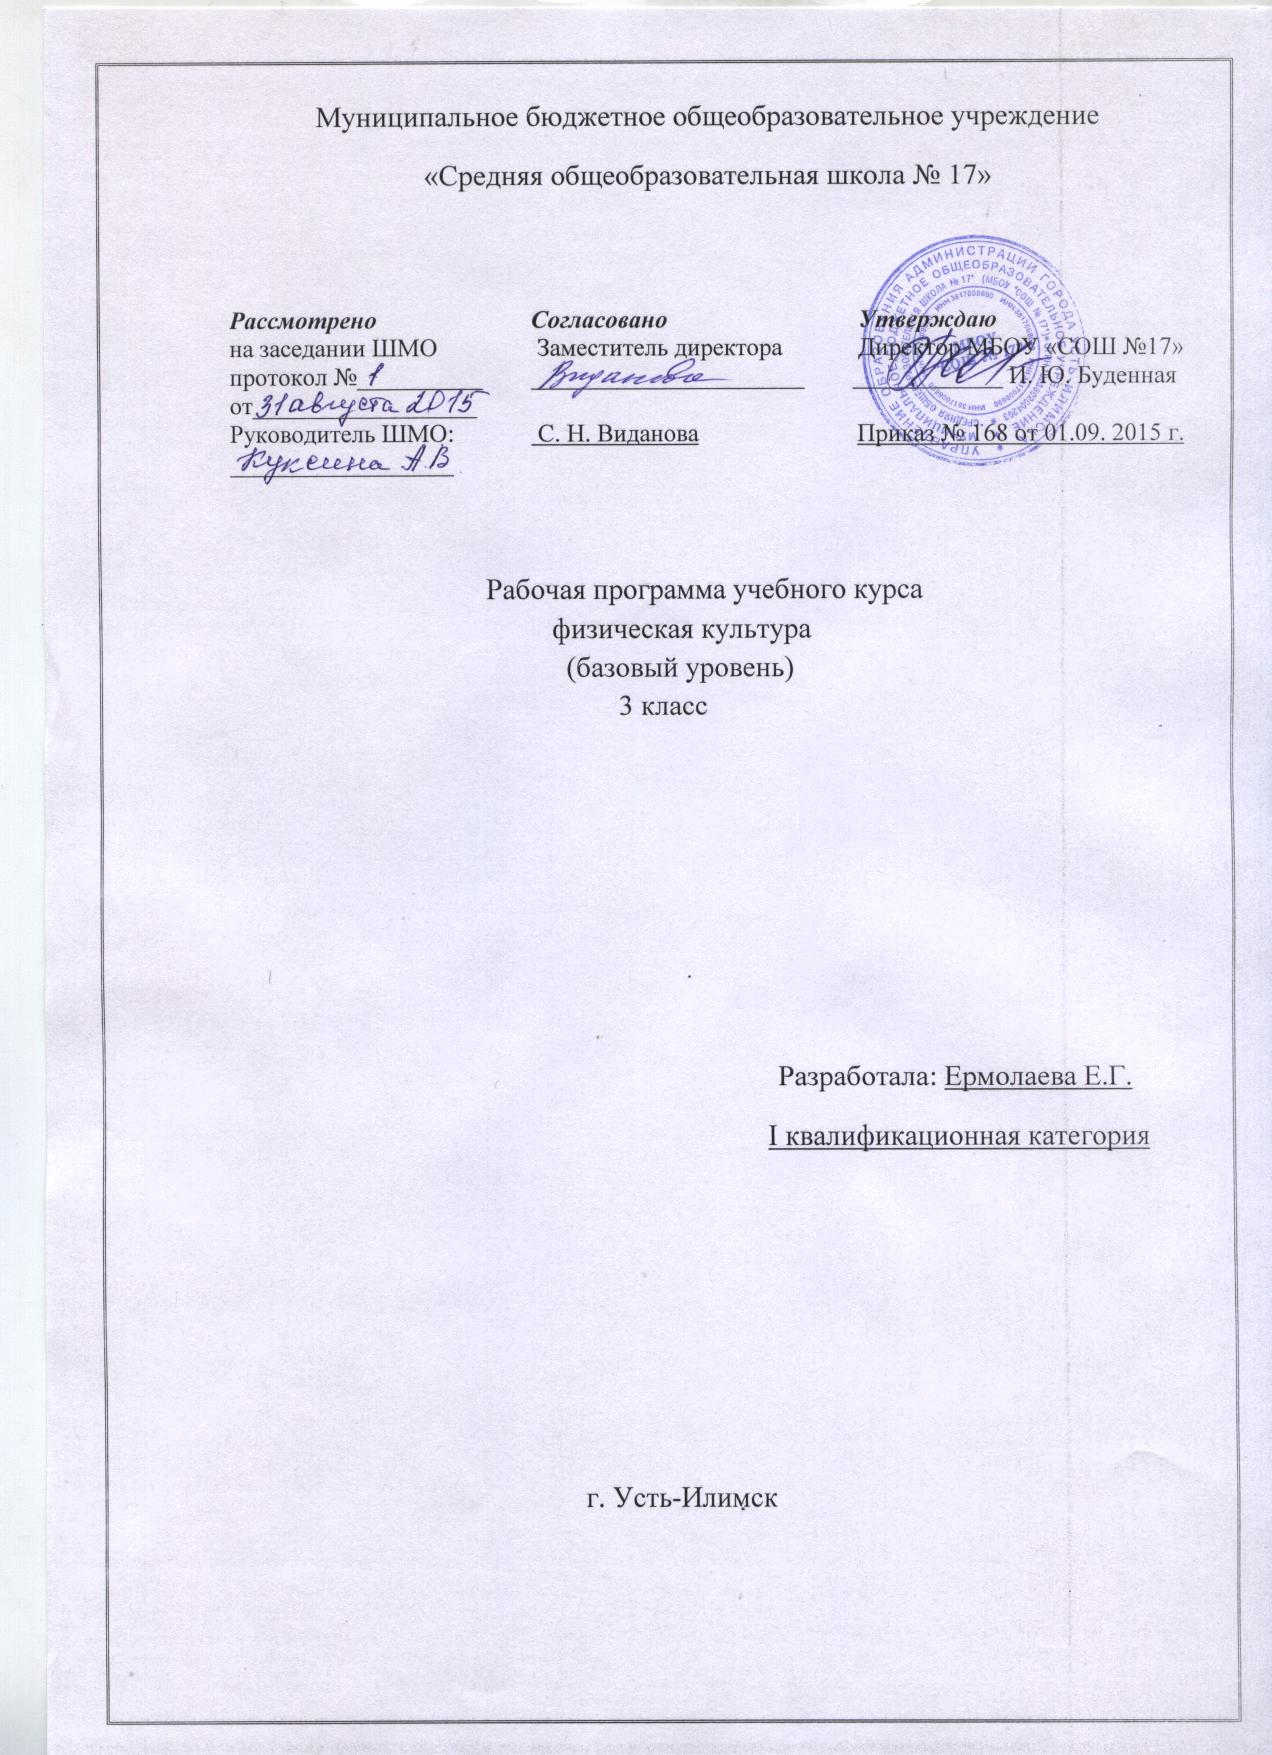 Муниципальное бюджетное общеобразовательное учреждение
«Средняя общеобразовательная школа № 17»
Рассмотрено
на заседании ШМО
протокол № 1
от 31 августа 2015
Руководитель ШМО:
Куксина А.В
Согласовано
Заместитель директора
Виданова
С. Н. Виданова
Утверждаю
Директор МБОУ «СОШ №17»
И. Ю. Буденная
Приказ № 168 от 01.09. 2015 г.
Рабочая программа учебного курса
физическая культура
(базовый уровень)
3 класс
Разработала: Ермолаева Е.Г.
I квалификационная категория
г. Усть-Илимск